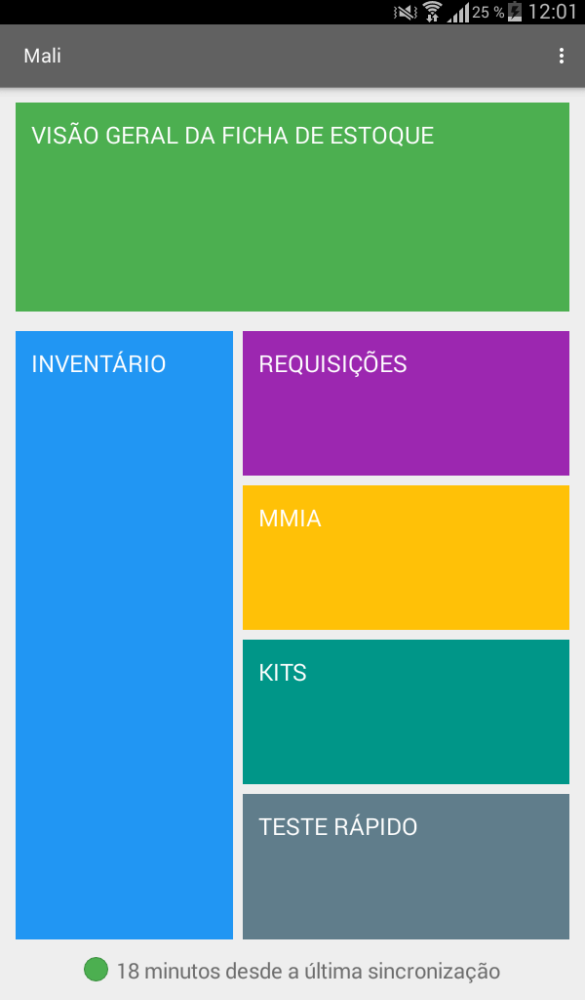 25 % 12:01
Mali
VISÃO GERAL DA FICHA DE ESTOQUE
INVENTÁRIO
REQUISIÇÕES
MMIA
KITS
TESTE RÁPIDO
18 minutos desde a última sincronização